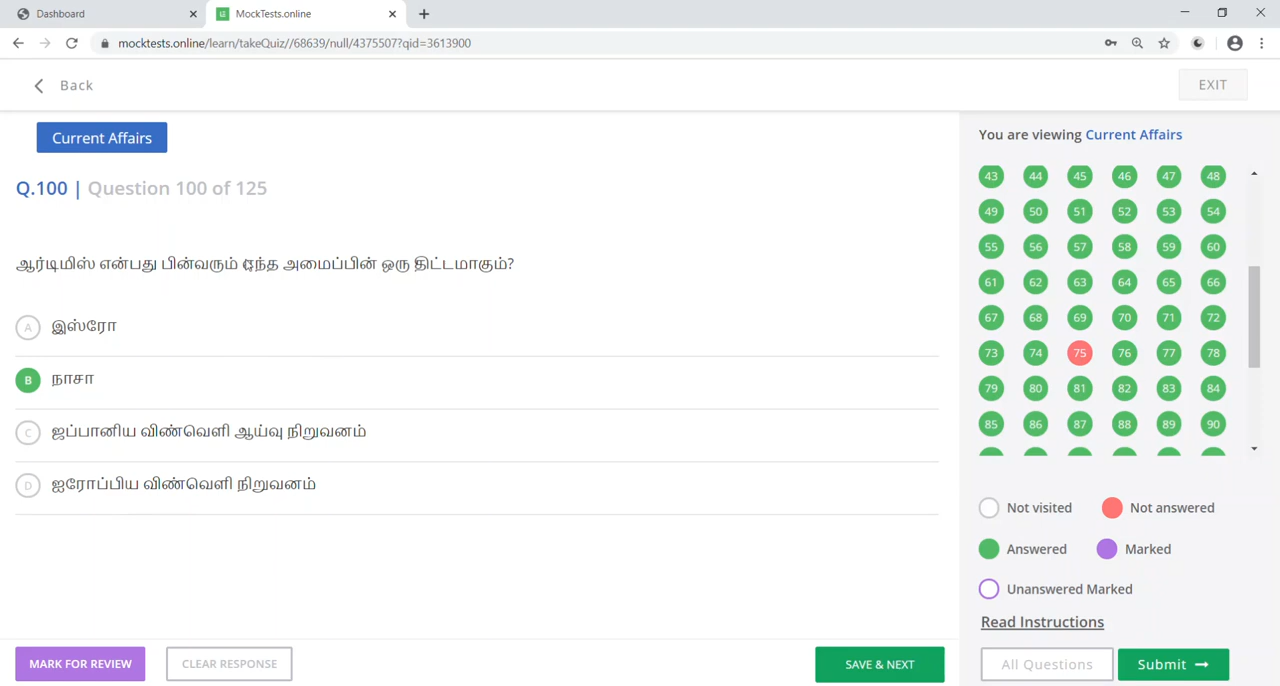 Dashboard
MockTests.online
mocktests.online/learn/takeQuiz//68639/null/4375507?qid=3613900
Back
EXIT
Current Affairs
You are viewing Current Affairs
Q.100 | Question 100 of 125
ஆர்டிமிஸ் என்பது பின்வரும் எந்த அமைப்பின் ஒரு திட்டமாகும்?
A இஸ்ரோ
B நாசா
C ஜப்பானிய விண்வெளி ஆய்வு நிறுவனம்
D ஐரோப்பிய விண்வெளி நிறுவனம்
43 44 45 46 47 48
49 50 51 52 53 54
55 56 57 58 59 60
61 62 63 64 65 66
67 68 69 70 71 72
73 74 75 76 77 78
79 80 81 82 83 84
85 86 87 88 89 90
Not visited Not answered
Answered Marked
Unanswered Marked
Read Instructions
MARK FOR REVIEW CLEAR RESPONSE SAVE & NEXT All Questions Submit